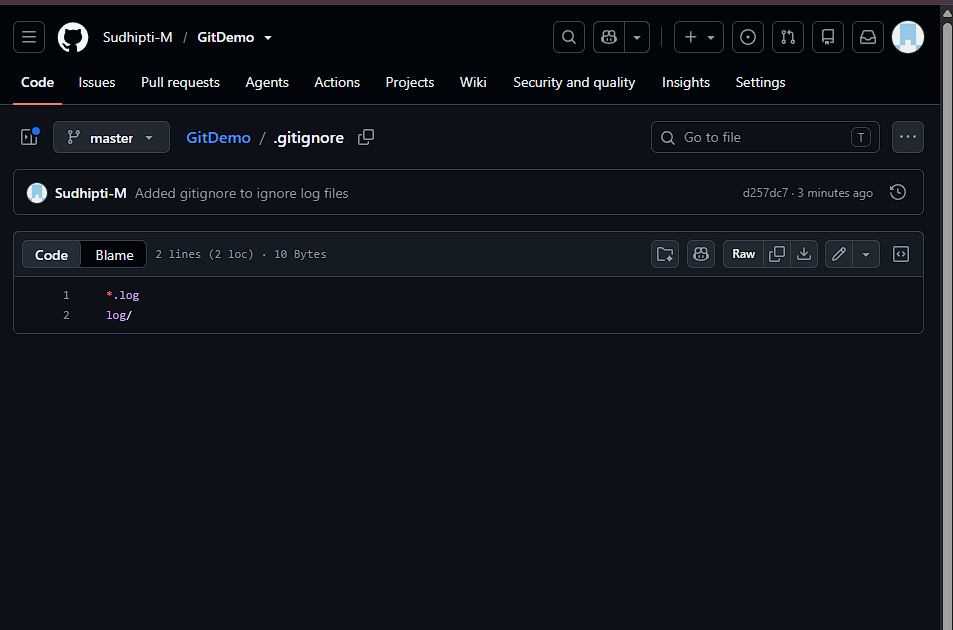 Sudhipti-M / GitDemo
Code Issues Pull requests Agents Actions Projects Wiki Security and quality Insights Settings
master GitDemo / .gitignore Go to file T
Sudhipti-M Added gitignore to ignore log files d257dc7 · 3 minutes ago
Code Blame 2 lines (2 loc) · 10 Bytes Raw
1 *.log
2 log/